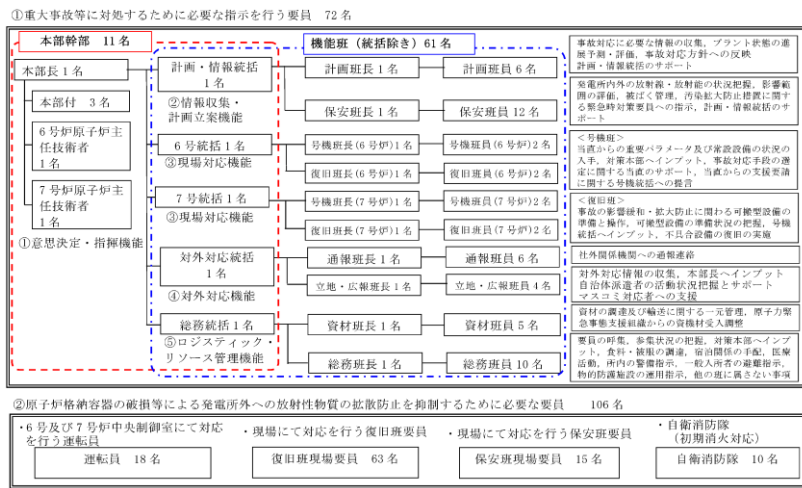 ①重大事故等に対処するために必要な指示を行う要員　72 名
本部幹部　11 名
機能班（統括除き）61 名
本部長 1 名
本部付　3 名
6号炉原子炉主
任技術者
1 名
7号炉原子炉主
任技術者
1 名
①意思決定・指揮機能
計画・情報統括
1 名
②情報収集・
計画立案機能
6号統括 1 名
③現場対応機能
7号統括 1 名
③現場対応機能
対外対応統括
1 名
④対外対応機能
総務統括 1 名
⑤ロジスティック・
リソース管理機能
計画班長 1 名
計画班員 6 名
保安班長 1 名
保安班員 12 名
号機班長(6号炉)1 名
号機班員(6号炉)2 名
復旧班長(6号炉)1 名
復旧班員(6号炉)2 名
号機班長(7号炉)1 名
号機班員(7号炉)2 名
復旧班長(7号炉)1 名
復旧班員(7号炉)2 名
通報班長 1 名
通報班員 6 名
立地・広報班長 1 名
立地・広報班員 4 名
資材班長 1 名
資材班員 5 名
総務班長 1 名
総務班員 10 名
事故対応に必要な情報の収集，プラント状態の進
展予測・評価，事故対応方針への反映
計画・情報統括のサポート
発電所内外の放射線・放射能の状況把握，影響範
囲の評価，被ばく管理，汚染拡大防止措置に関す
る緊急時対策要員への指示，計画・情報統括のサ
ポート
＜号機班＞
当直からの重要パラメータ及び常設設備の状況の
入手，対策本部へインプット，事故対応手段の選
定に関する当直のサポート，当直からの支援要請
に関する号機統括への提言
＜復旧班＞
事故の影響緩和・拡大防止に関わる可搬型設備の
準備と操作，可搬型設備の準備状況の把握，号機
統括へインプット，不具合設備の復旧の実施
社外関係機関への通報連絡
対外対応情報の収集，本部長へインプット
自治体派遣者の活動状況把握とサポート
マスコミ対応者への支援
資材の調達及び輸送に関する一元管理，原子力緊
急事態支援組織からの資機材受入調整
要員の呼集，参集状況の把握，対策本部へインプ
ット，食料・被服の調達，宿泊関係の手配，医療
活動，所内の警備指示，一般入所者の避難指示，
物的防護施設の運用指示，他の班に属さない事項
②原子炉格納容器の破損等による発電所外への放射性物質の拡散防止を抑制するために必要な要員　106 名
・6号及び7号炉中央制御室にて対応
を行う運転員
運転員　18 名
・現場にて対応を行う復旧班要員
復旧班現場要員　63 名
・現場にて対応を行う保安班要員
保安班現場要員　15 名
・自衛消防隊
（初期消火対応）
自衛消防隊　10 名